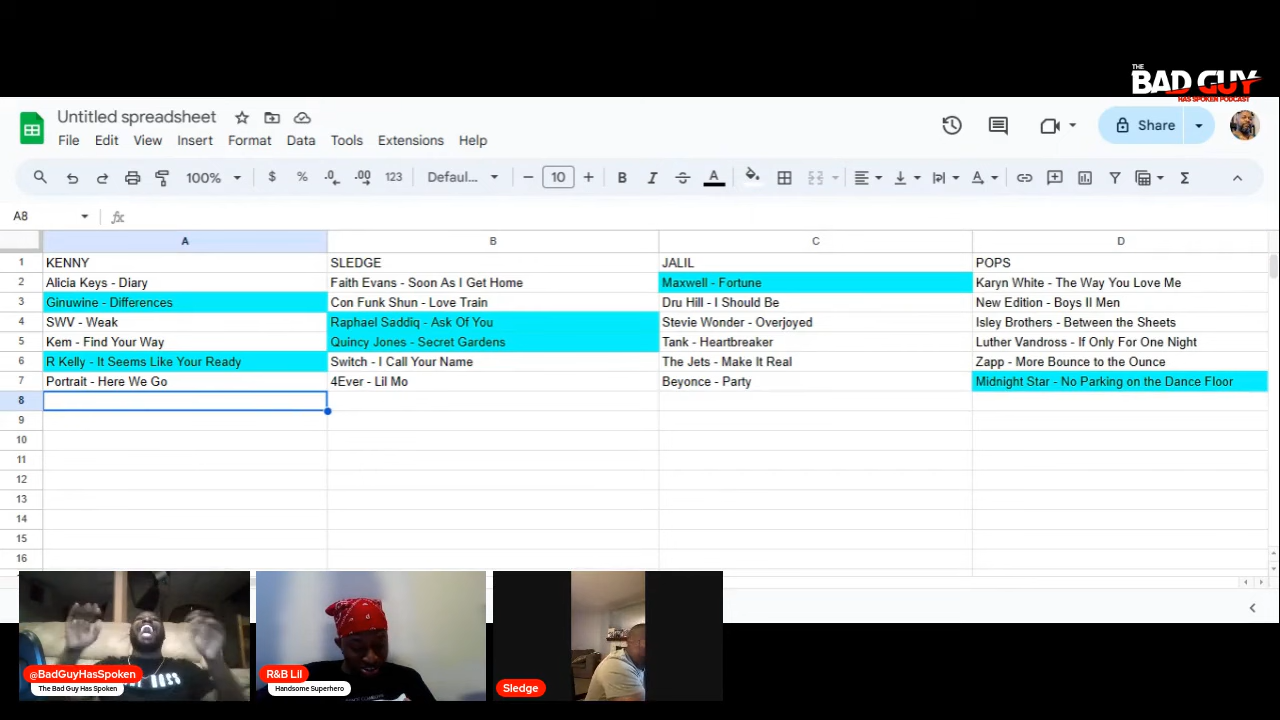 THE
BAD GUY
HAS SPOKEN PODCAST
Untitled spreadsheet
File Edit View Insert Format Data Tools Extensions Help
Share
100% $ % .0 .00 123 Defaul... 10 B I S A Σ
A8 fx
A B C D
1 KENNY SLEDGE JALIL POPS
2 Alicia Keys - Diary Faith Evans - Soon As I Get Home Maxwell - Fortune Karyn White - The Way You Love Me
3 Ginuwine - Differences Con Funk Shun - Love Train Dru Hill - I Should Be New Edition - Boys II Men
4 SWV - Weak Raphael Saddiq - Ask Of You Stevie Wonder - Overjoyed Isley Brothers - Between the Sheets
5 Kem - Find Your Way Quincy Jones - Secret Gardens Tank - Heartbreaker Luther Vandross - If Only For One Night
6 R Kelly - It Seems Like Your Ready Switch - I Call Your Name The Jets - Make It Real Zapp - More Bounce to the Ounce
7 Portrait - Here We Go 4Ever - Lil Mo Beyonce - Party Midnight Star - No Parking on the Dance Floor
8
9
10
11
12
13
14
15
16
@BadGuyHasSpoken
The Bad Guy Has Spoken
R&B Lil
Handsome Superhero
Sledge